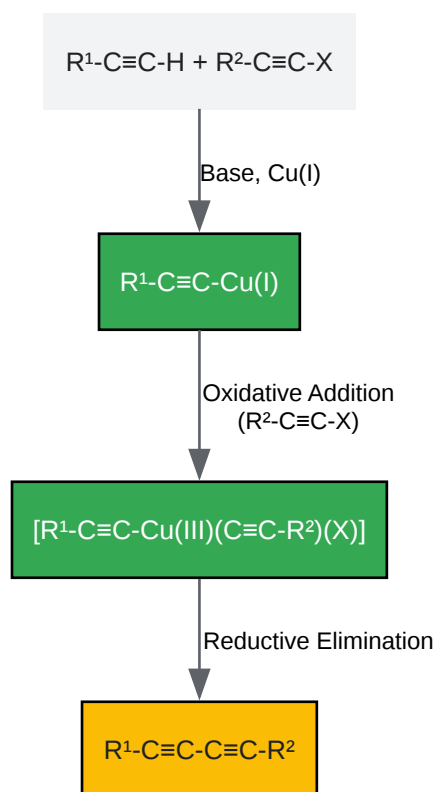 R¹-C≡C-H + R²-C≡C-X
Base, Cu(I)
R¹-C≡C-Cu(I)
Oxidative Addition
(R²-C≡C-X)
[R¹-C≡C-Cu(III)(C≡C-R²)(X)]
Reductive Elimination
R¹-C≡C-C≡C-R²